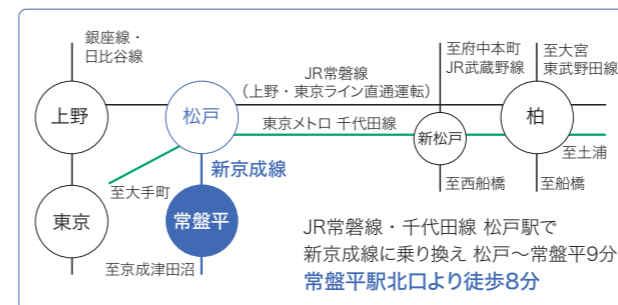 銀座線・
日比谷線
JR常磐線
（上野・東京ライン直通運転）
至府中本町
JR武蔵野線
至大宮
東武野田線
上野
松戸
東京メトロ 千代田線
新松戸
柏
至土浦
新京成線
至大手町
至西船橋
至船橋
東京
常盤平
至京成津田沼
JR常磐線・千代田線 松戸駅で
新京成線に乗り換え 松戸～常盤平9分
常盤平駅北口より徒歩8分